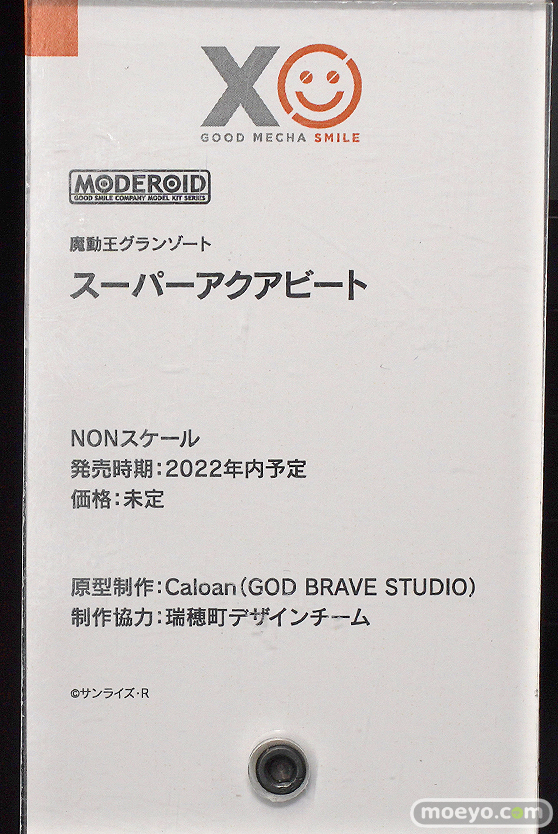 XO
GOOD MECHA SMILE
MODEROID
GOOD SMILE COMPANY MODEL KIT SERIES
魔動王グランゾート
スーパーアクアビート
NONスケール
発売時期：2022年内予定
価格：未定
原型制作：Caloan（GOD BRAVE STUDIO）
制作協力：瑞穂町デザインチーム
©サンライズ・R
moeyo.com